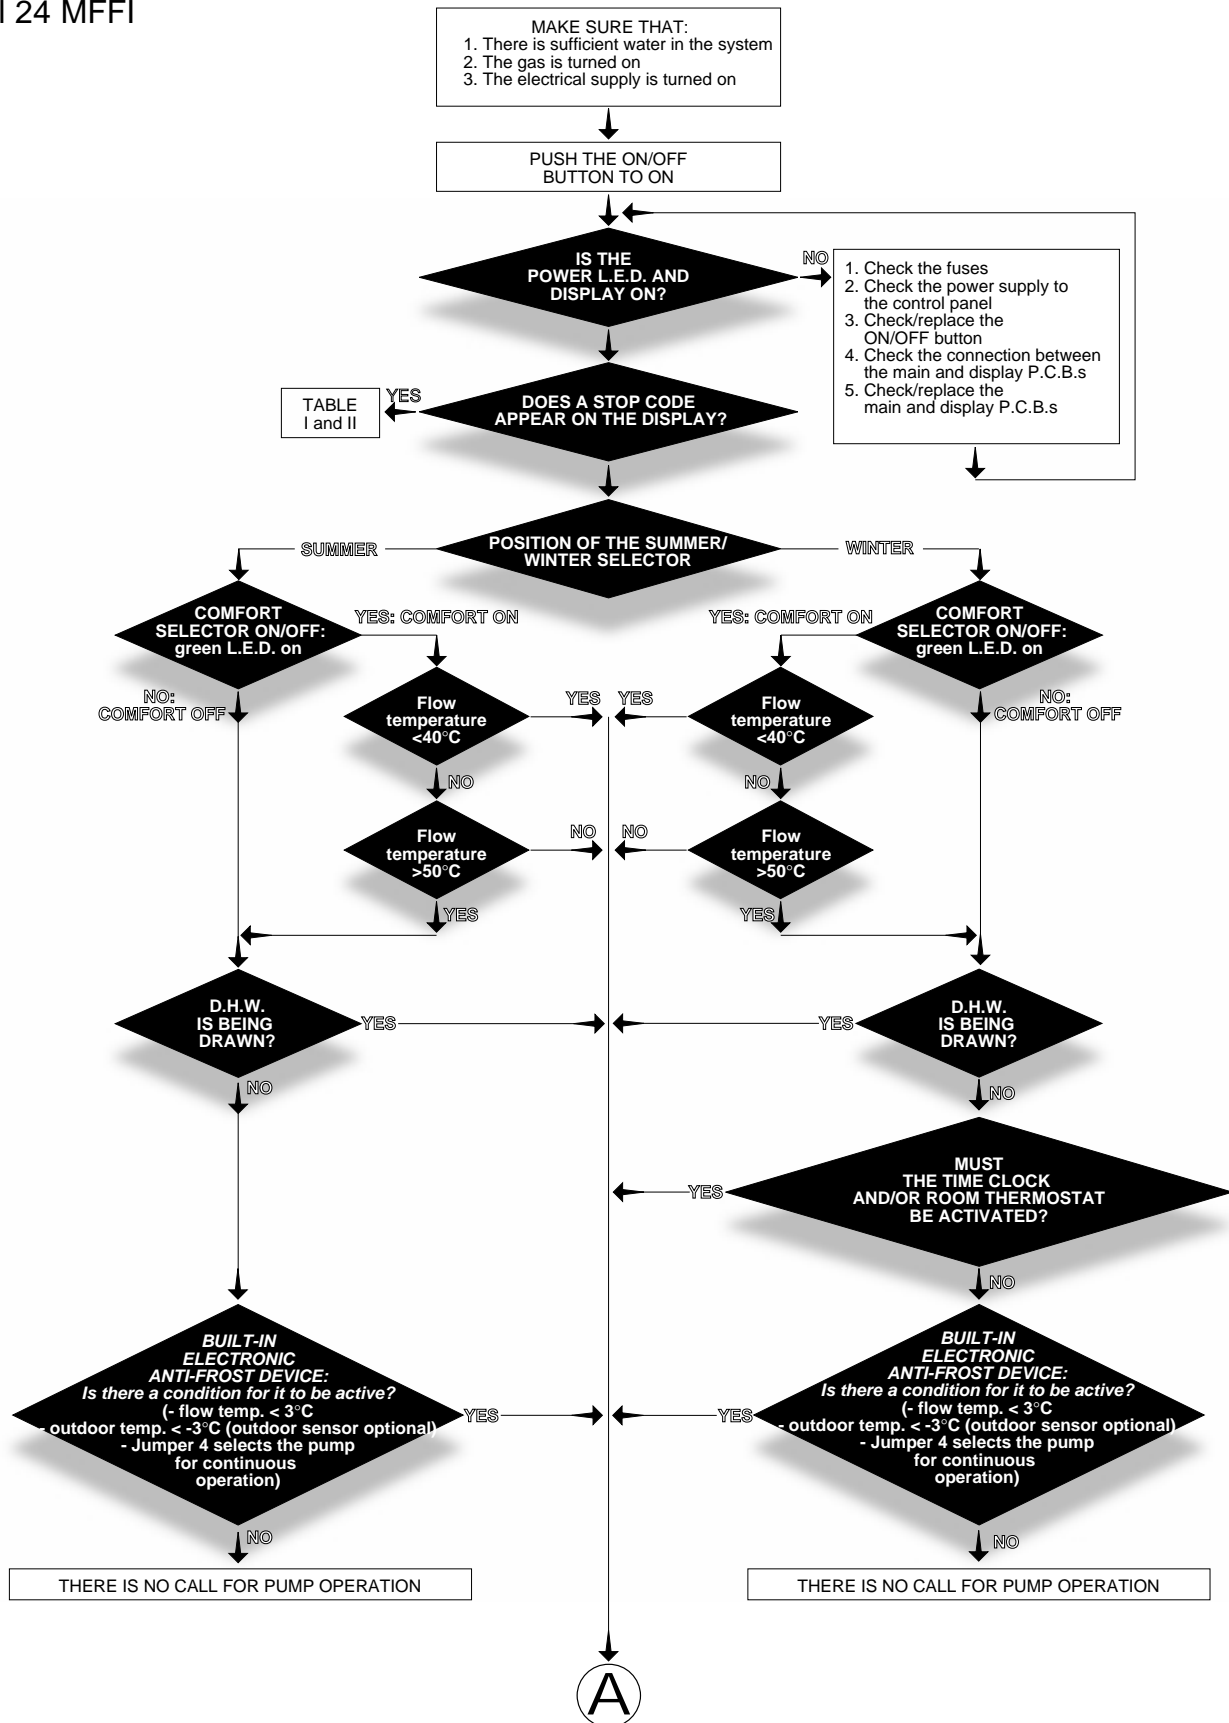 24 MFFI
MAKE SURE THAT:
1. There is sufficient water in the system
2. The gas is turned on
3. The electrical supply is turned on
PUSH THE ON/OFF
BUTTON TO ON
IS THE
POWER L.E.D. AND
DISPLAY ON?
NO
1. Check the fuses
2. Check the power supply to
the control panel
3. Check/replace the
ON/OFF button
4. Check the connection between
the main and display P.C.B.s
5. Check/replace the
main and display P.C.B.s
DOES A STOP CODE
APPEAR ON THE DISPLAY?
YES
TABLE
I and II
POSITION OF THE SUMMER/
WINTER SELECTOR
SUMMER
WINTER
COMFORT
SELECTOR ON/OFF:
green L.E.D. on
YES: COMFORT ON
NO:
COMFORT OFF
Flow
temperature
<40°C
YES
NO
Flow
temperature
>50°C
NO
YES
D.H.W.
IS BEING
DRAWN?
YES
NO
BUILT-IN
ELECTRONIC
ANTI-FROST DEVICE:
Is there a condition for it to be active?
(- flow temp. < 3°C
- outdoor temp. < -3°C (outdoor sensor optional)
- Jumper 4 selects the pump
for continuous
operation)
YES
NO
THERE IS NO CALL FOR PUMP OPERATION
COMFORT
SELECTOR ON/OFF:
green L.E.D. on
YES: COMFORT ON
NO:
COMFORT OFF
Flow
temperature
<40°C
YES
NO
Flow
temperature
>50°C
NO
YES
D.H.W.
IS BEING
DRAWN?
YES
NO
MUST
THE TIME CLOCK
AND/OR ROOM THERMOSTAT
BE ACTIVATED?
YES
NO
BUILT-IN
ELECTRONIC
ANTI-FROST DEVICE:
Is there a condition for it to be active?
(- flow temp. < 3°C
- outdoor temp. < -3°C (outdoor sensor optional)
- Jumper 4 selects the pump
for continuous
operation)
YES
NO
THERE IS NO CALL FOR PUMP OPERATION
A